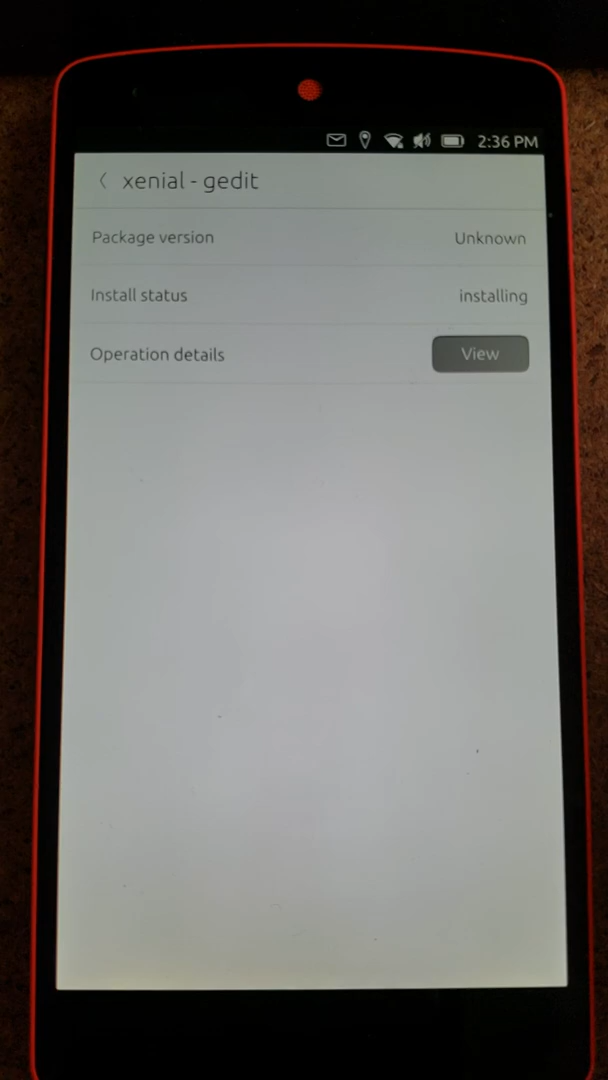 2:36 PM
xenial - gedit
Package version Unknown
Install status installing
Operation details View